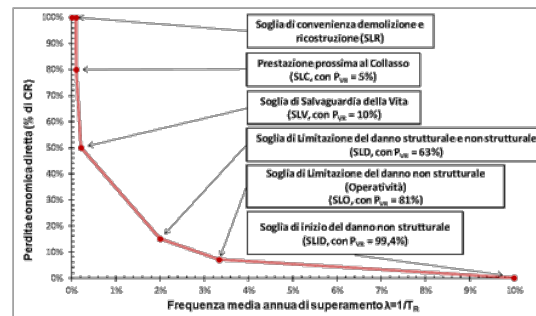 100%
90%
80%
70%
60%
50%
40%
30%
20%
10%
0%
Perdita economica diretta (% di CR)
Soglia di convenienza demolizione e
ricostruzione (SLR)
Prestazione prossima al Collasso
(SLC, con PVR = 5%)
Soglia di Salvaguardia della Vita
(SLV, con PVR = 10%)
Soglia di Limitazione del danno strutturale e non strutturale
(SLD, con PVR = 63%)
Soglia di Limitazione del danno non strutturale
(Operatività)
(SLO, con PVR = 81%)
Soglia di inizio del danno non strutturale
(SLID, con PVR = 99,4%)
0% 1% 2% 3% 4% 5% 6% 7% 8% 9% 10%
Frequenza media annua di superamento λ=1/TR